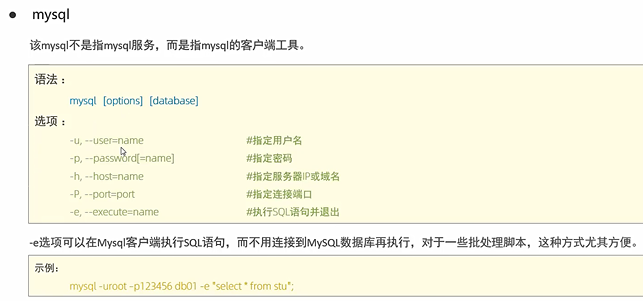 ● mysql
该mysql不是指mysql服务，而是指mysql的客户端工具。
语法：
mysql [options] [database]
选项：
-u, --user=name #指定用户名
-p, --password[=name] #指定密码
-h, --host=name #指定服务器IP或域名
-P, --port=port #指定连接端口
-e, --execute=name #执行SQL语句并退出
-e选项可以在Mysql客户端执行SQL语句，而不用连接到MySQL数据库再执行，对于一些批处理脚本，这种方式尤其方便。
示例：
mysql -uroot –p123456 db01 -e "select * from stu";